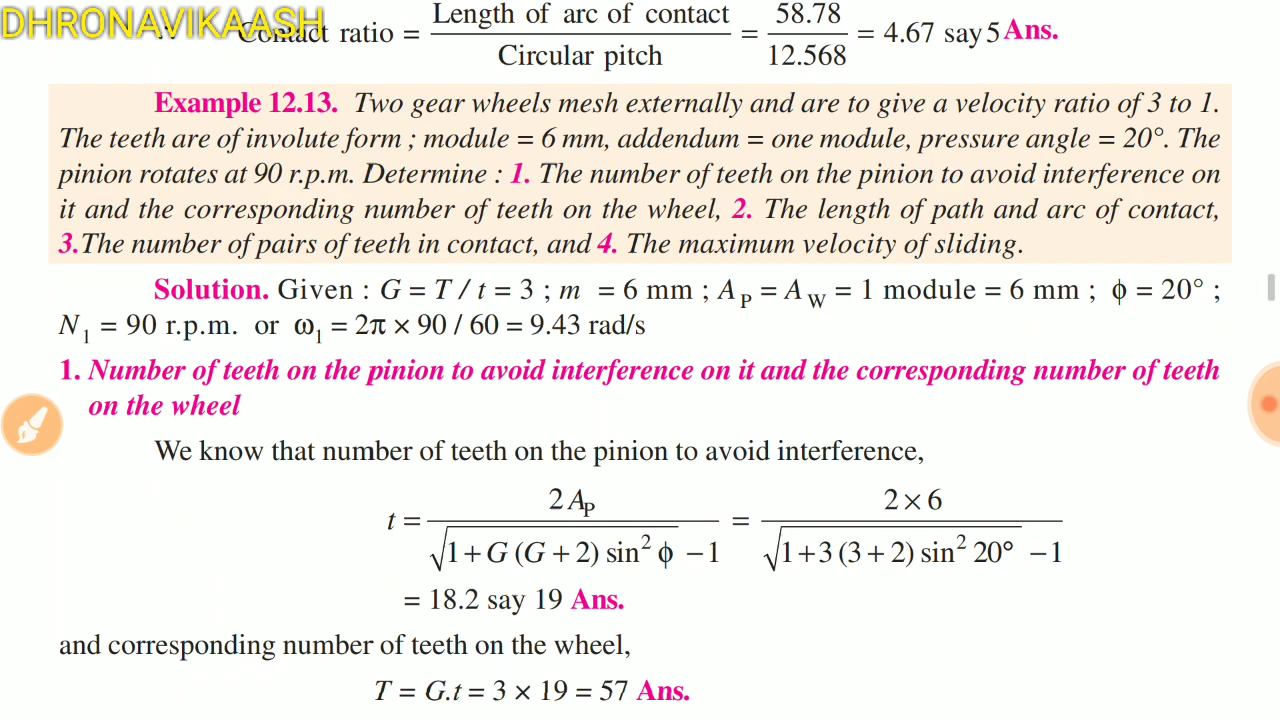 DHRONAVIKAASH
Contact ratio = Length of arc of contact / Circular pitch = 58.78 / 12.568 = 4.67 say 5 Ans.
Example 12.13. Two gear wheels mesh externally and are to give a velocity ratio of 3 to 1.
The teeth are of involute form ; module = 6 mm, addendum = one module, pressure angle = 20°. The
pinion rotates at 90 r.p.m. Determine : 1. The number of teeth on the pinion to avoid interference on
it and the corresponding number of teeth on the wheel, 2. The length of path and arc of contact,
3.The number of pairs of teeth in contact, and 4. The maximum velocity of sliding.
Solution. Given : G = T / t = 3 ; m = 6 mm ; A_P = A_W = 1 module = 6 mm ; ϕ = 20° ;
N_1 = 90 r.p.m. or ω_1 = 2π × 90 / 60 = 9.43 rad/s
1. Number of teeth on the pinion to avoid interference on it and the corresponding number of teeth
on the wheel
We know that number of teeth on the pinion to avoid interference,
t = 2 A_P / (√(1 + G (G + 2) sin² ϕ) − 1) = 2 × 6 / (√(1 + 3 (3 + 2) sin² 20°) − 1)
= 18.2 say 19 Ans.
and corresponding number of teeth on the wheel,
T = G.t = 3 × 19 = 57 Ans.